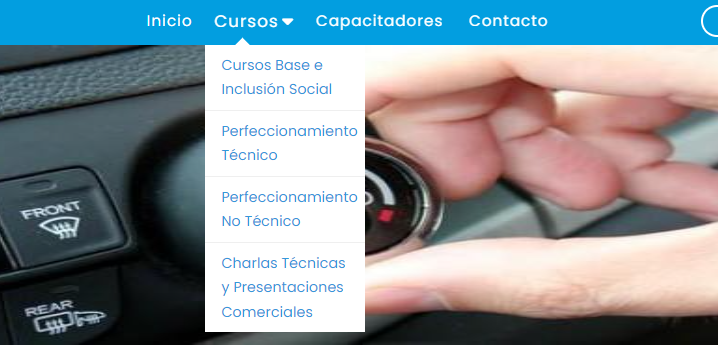 Inicio Cursos Capacitadores Contacto
Cursos Base e
Inclusión Social
Perfeccionamiento
Técnico
Perfeccionamiento
No Técnico
Charlas Técnicas
y Presentaciones
Comerciales
FRONT
REAR